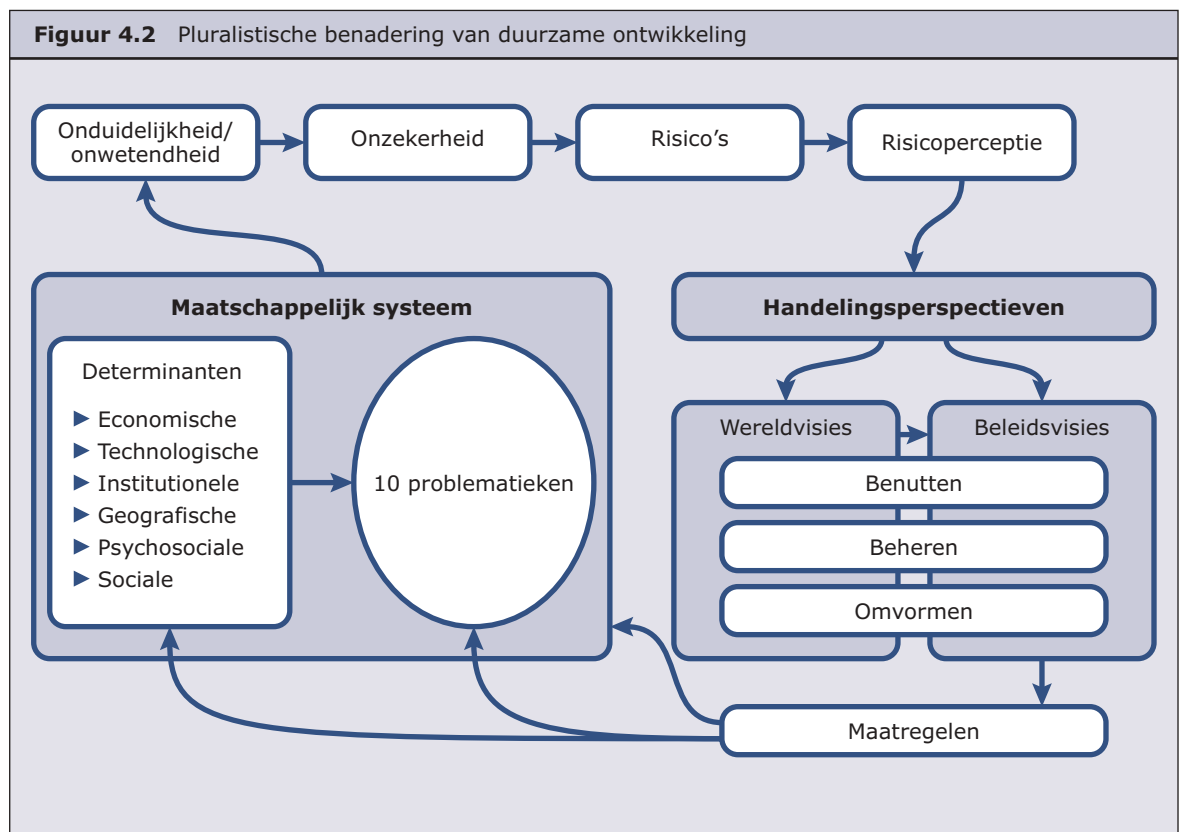 Figuur 4.2 Pluralistische benadering van duurzame ontwikkeling
Onduidelijkheid/
onwetendheid
Onzekerheid
Risico's
Risicoperceptie
Maatschappelijk systeem
Determinanten
► Economische
► Technologische
► Institutionele
► Geografische
► Psychosociale
► Sociale
10 problematieken
Handelingsperspectieven
Wereldvisies
Beleidsvisies
Benutten
Beheren
Omvormen
Maatregelen